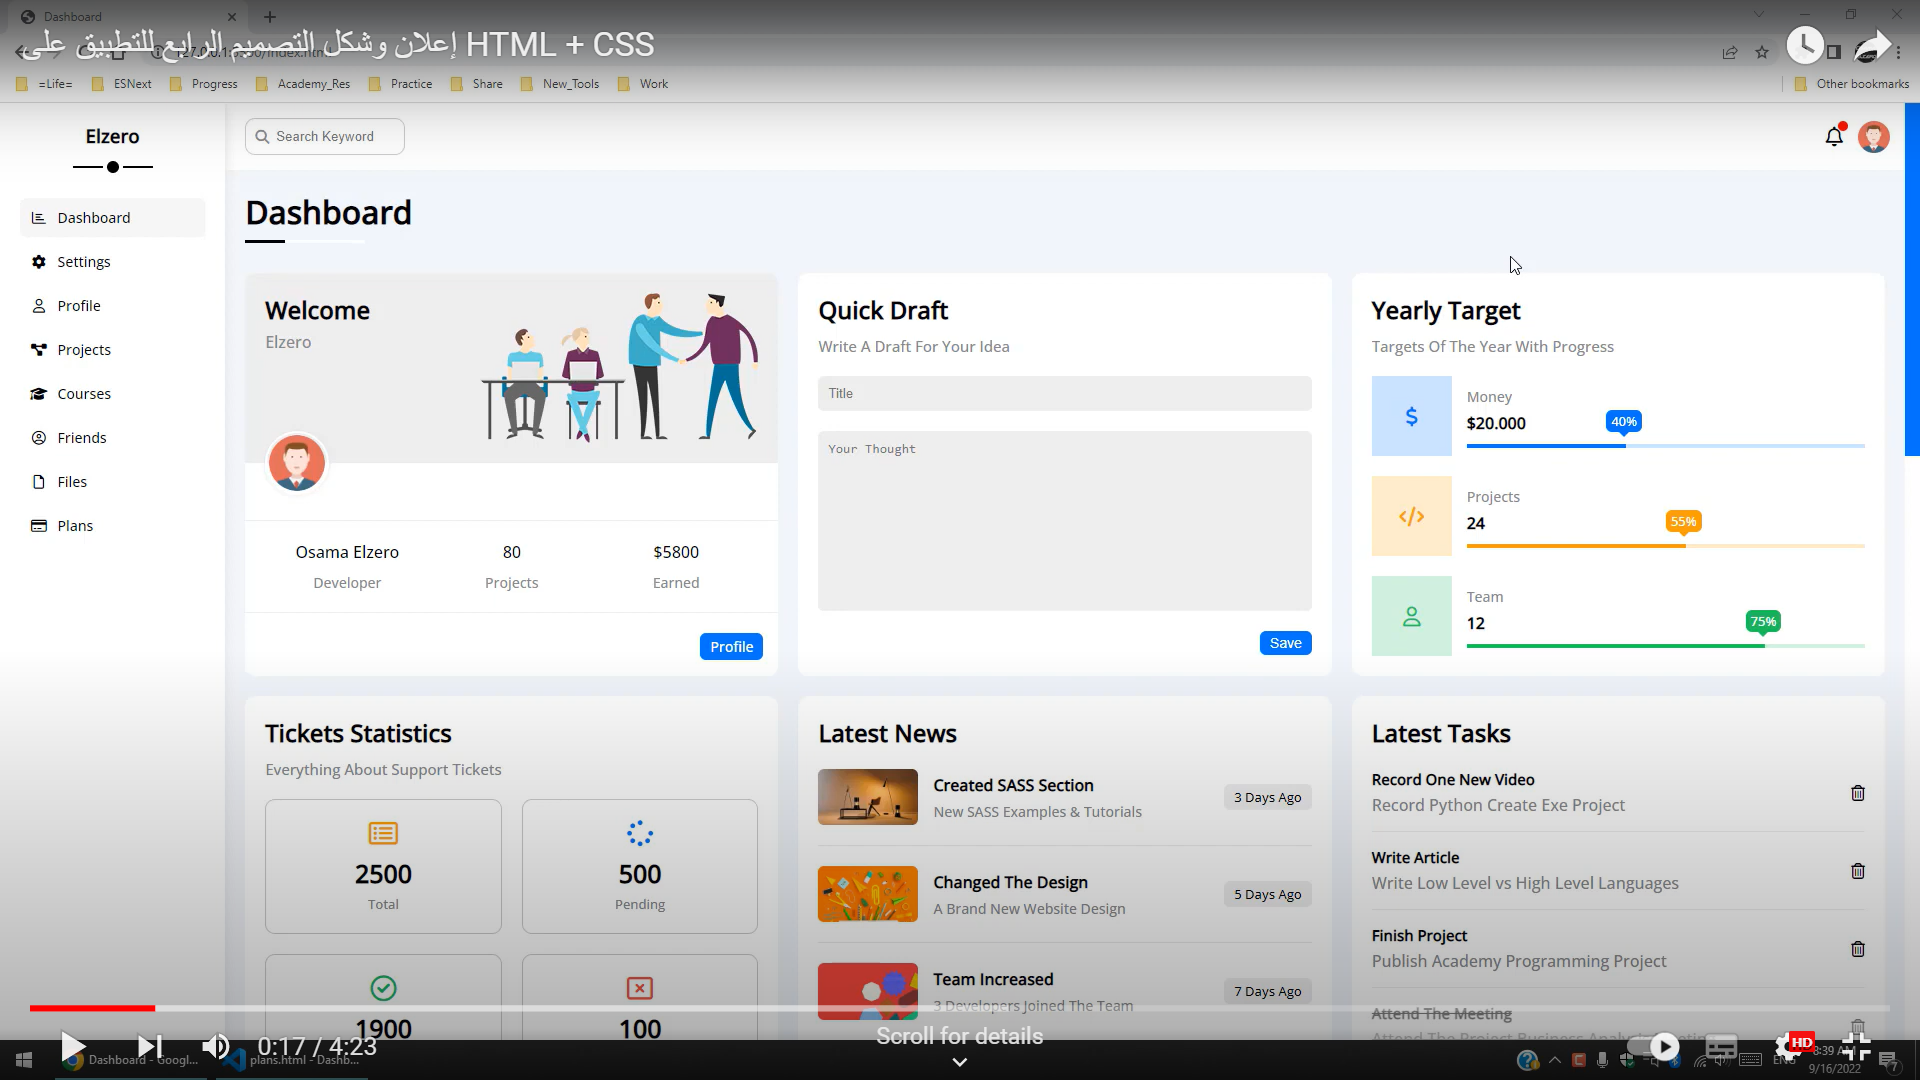 Dashboard
إعلان وشكل التصميم الرابع للتطبيق على HTML + CSS
=Life=
ESNext
Progress
Academy_Res
Practice
Share
New_Tools
Work
Other bookmarks
Elzero
Search Keyword
Dashboard
Settings
Profile
Projects
Courses
Friends
Files
Plans
Dashboard
Welcome
Elzero
Osama Elzero
Developer
80
Projects
$5800
Earned
Profile
Quick Draft
Write A Draft For Your Idea
Title
Your Thought
Save
Yearly Target
Targets Of The Year With Progress
Money
$20.000
40%
Projects
24
55%
Team
12
75%
Tickets Statistics
Everything About Support Tickets
2500
Total
500
Pending
1900
100
Latest News
Created SASS Section
New SASS Examples & Tutorials
3 Days Ago
Changed The Design
A Brand New Website Design
5 Days Ago
Team Increased
3 Developers Joined The Team
7 Days Ago
Latest Tasks
Record One New Video
Record Python Create Exe Project
Write Article
Write Low Level vs High Level Languages
Finish Project
Publish Academy Programming Project
Attend The Meeting
Attend The Project Business Analysis
Scroll for details
0:17 / 4:23
HD
Dashboard - Googl...
plans.html - Dashb...
8:39 AM
9/16/2022